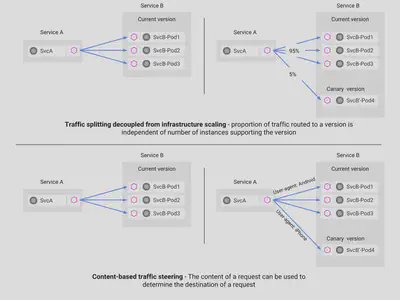 Service B
Current version
Service A
SvcA
SvcB-Pod1
SvcB-Pod2
SvcB-Pod3
Service B
Current version
Service A
SvcA
95%
5%
SvcB-Pod1
SvcB-Pod2
SvcB-Pod3
Canary version
SvcB'-Pod4
Traffic splitting decoupled from infrastructure scaling - proportion of traffic routed to a version is
independent of number of instances supporting the version
Service B
Current version
Service A
SvcA
SvcB-Pod1
SvcB-Pod2
SvcB-Pod3
Service B
Current version
Service A
SvcA
User-agent: Android
User-agent: iPhone
SvcB-Pod1
SvcB-Pod2
SvcB-Pod3
Canary version
SvcB'-Pod4
Content-based traffic steering - The content of a request can be used to
determine the destination of a request